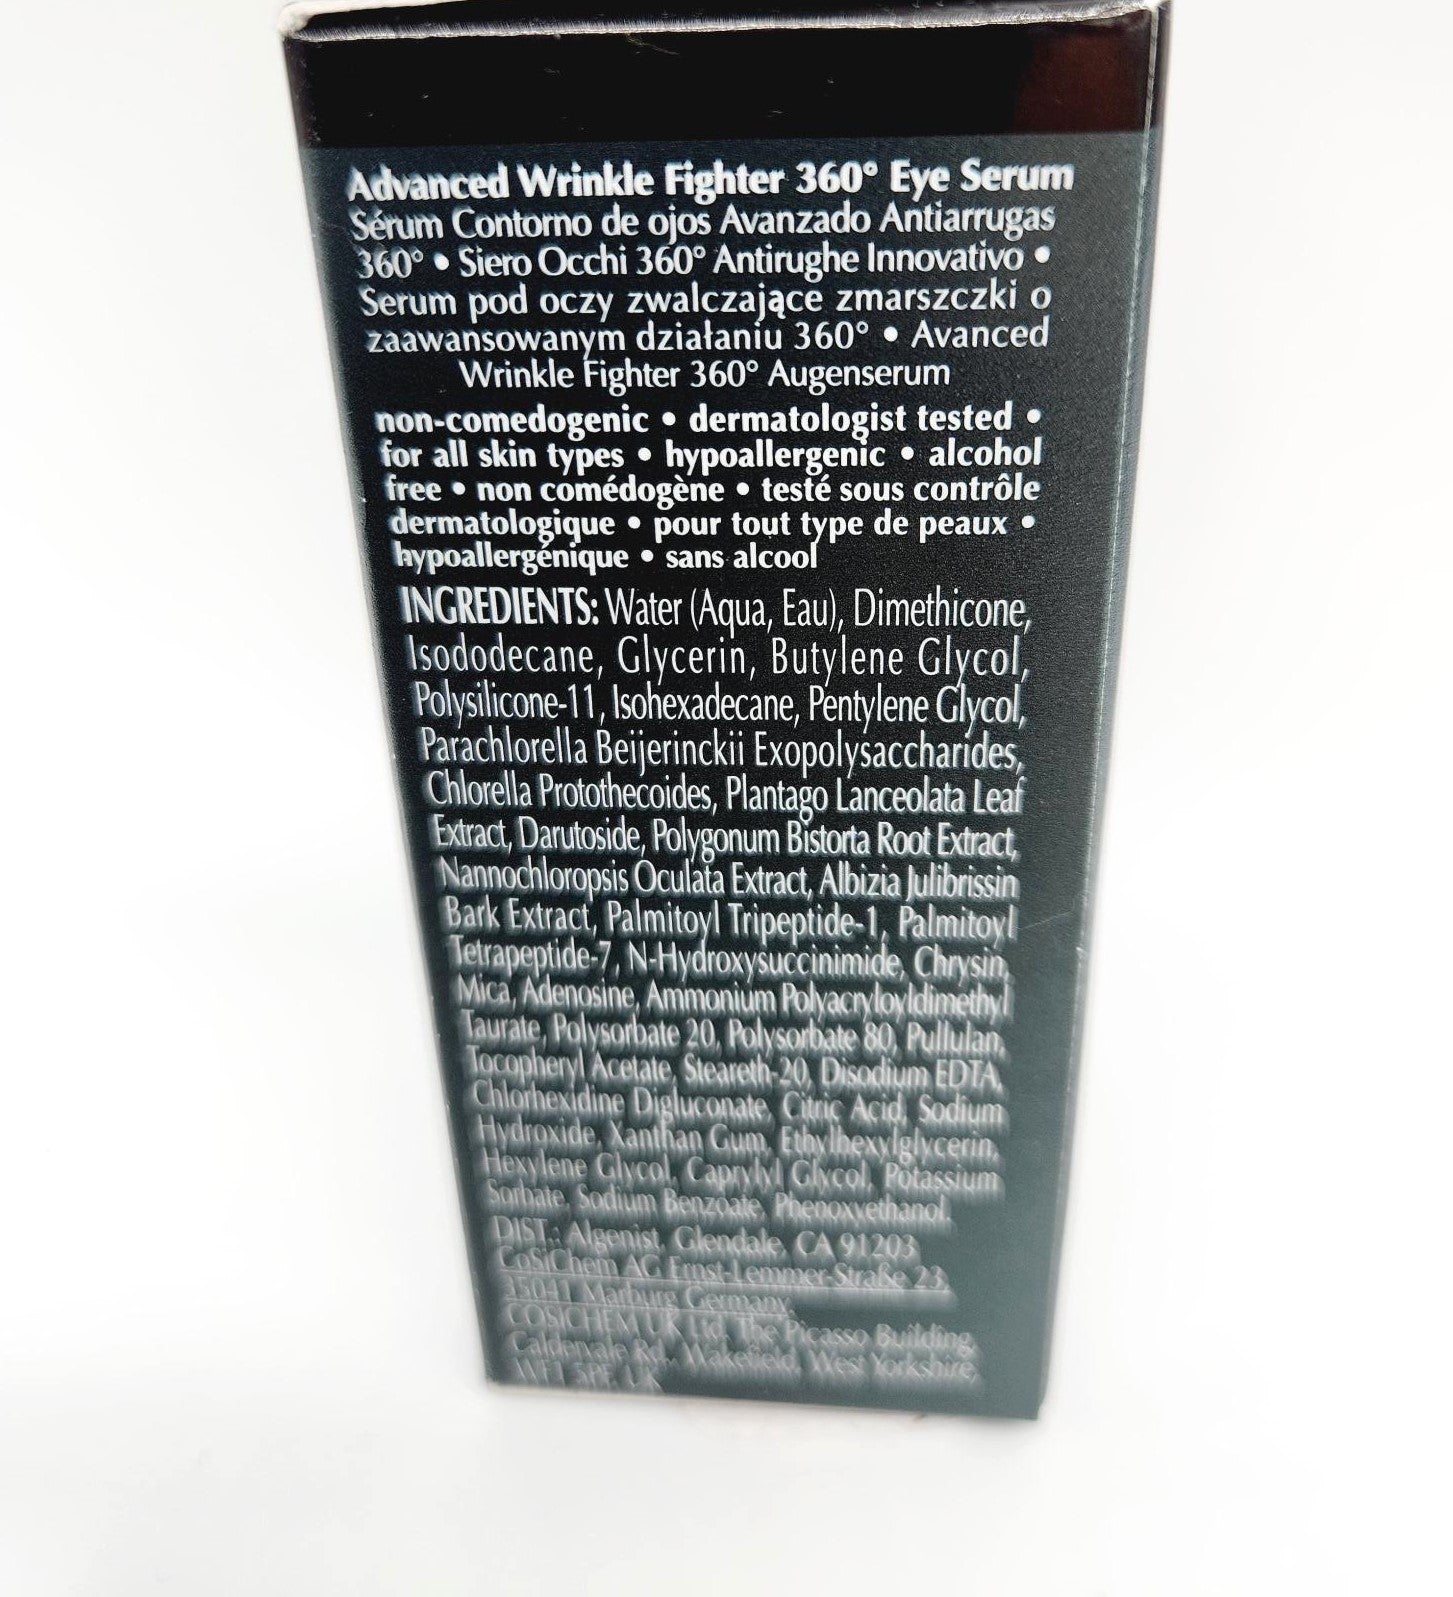 Advanced Wrinkle Fighter 360° Eye Serum
Sérum Contorno de ojos Avanzado Antiarrugas
360° • Siero Occhi 360° Antirughe Innovativo •
Serum pod oczy zwalczające zmarszczki o
zaawansowanym działaniu 360° • Avanced
Wrinkle Fighter 360° Augenserum
non-comedogenic • dermatologist tested •
for all skin types • hypoallergenic • alcohol
free • non comédogène • testé sous contrôle
dermatologique • pour tout type de peaux •
hypoallergénique • sans alcool
INGREDIENTS: Water (Aqua, Eau), Dimethicone,
Isododecane, Glycerin, Butylene Glycol,
Polysilicone-11, Isohexadecane, Pentylene Glycol,
Parachlorella Beijerinckii Exopolysaccharides,
Chlorella Protothecoides, Plantago Lanceolata Leaf
Extract, Darutoside, Polygonum Bistorta Root Extract,
Nannochloropsis Oculata Extract, Albizia Julibrissin
Bark Extract, Palmitoyl Tripeptide-1, Palmitoyl
Tetrapeptide-7, N-Hydroxysuccinimide, Chrysin,
Mica, Adenosine, Ammonium Polyacryloyldimethyl
Taurate, Polysorbate 20, Polysorbate 80, Pullulan,
Tocopheryl Acetate, Steareth-20, Disodium EDTA,
Chlorhexidine Digluconate, Citric Acid, Sodium
Hydroxide, Xanthan Gum, Ethylhexylglycerin,
Hexylene Glycol, Caprylyl Glycol, Potassium
Sorbate, Sodium Benzoate, Phenoxyethanol.
DIST.: Algenist, Glendale, CA 91203
CoSiChem AG Ernst-Lemmer-Straße 23,
35041 Marburg Germany.
COSICHEM UK Ltd. The Picasso Building,
Caldervale Rd., Wakefield, West Yorkshire,
WF1 5PF, UK